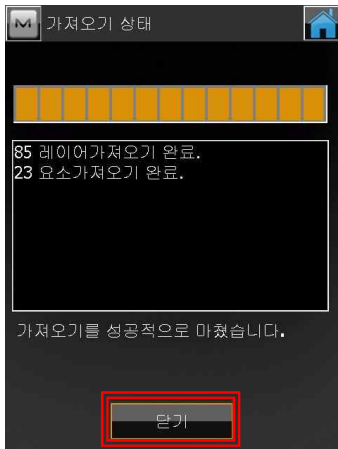 가져오기 상태
85 레이어가져오기 완료.
23 요소가져오기 완료.
가져오기를 성공적으로 마쳤습니다.
닫기